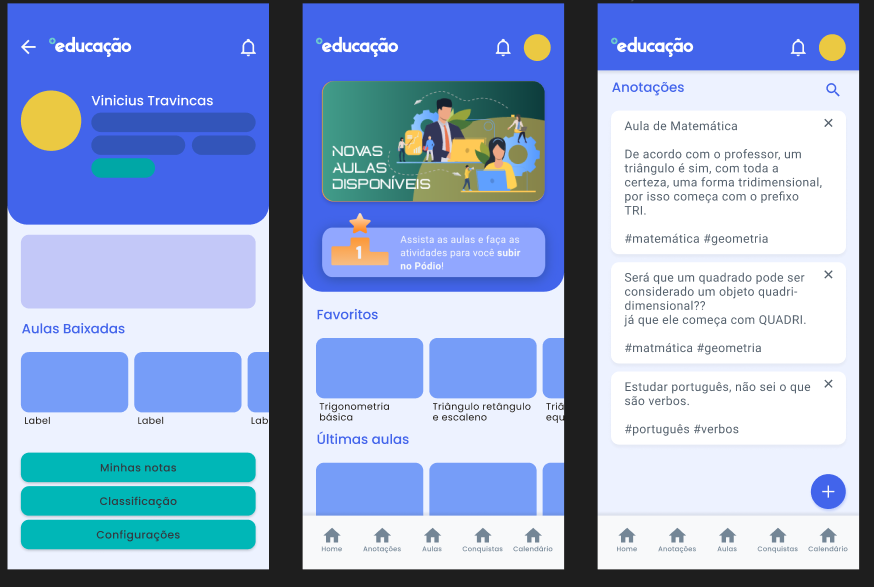 °educação
Vinicius Travincas
Aulas Baixadas
Label
Label
Lab
Minhas notas
Classificação
Configurações
°educação
NOVAS
AULAS
DISPONÍVEIS
1
Assista as aulas e faça as
atividades para você subir
no Pódio!
Favoritos
Trigonometria
básica
Triângulo retângulo
e escaleno
Triâ
equ
Últimas aulas
Home
Anotações
Aulas
Conquistas
Calendário
°educação
Anotações
Aula de Matemática
De acordo com o professor, um
triângulo é sim, com toda a
certeza, uma forma tridimensional,
por isso começa com o prefixo
TRI.
#matemática #geometria
Será que um quadrado pode ser
considerado um objeto quadri-
dimensional??
já que ele começa com QUADRI.
#matmática #geometria
Estudar português, não sei o que
são verbos.
#português #verbos
Home
Anotações
Aulas
Conquistas
Calendário